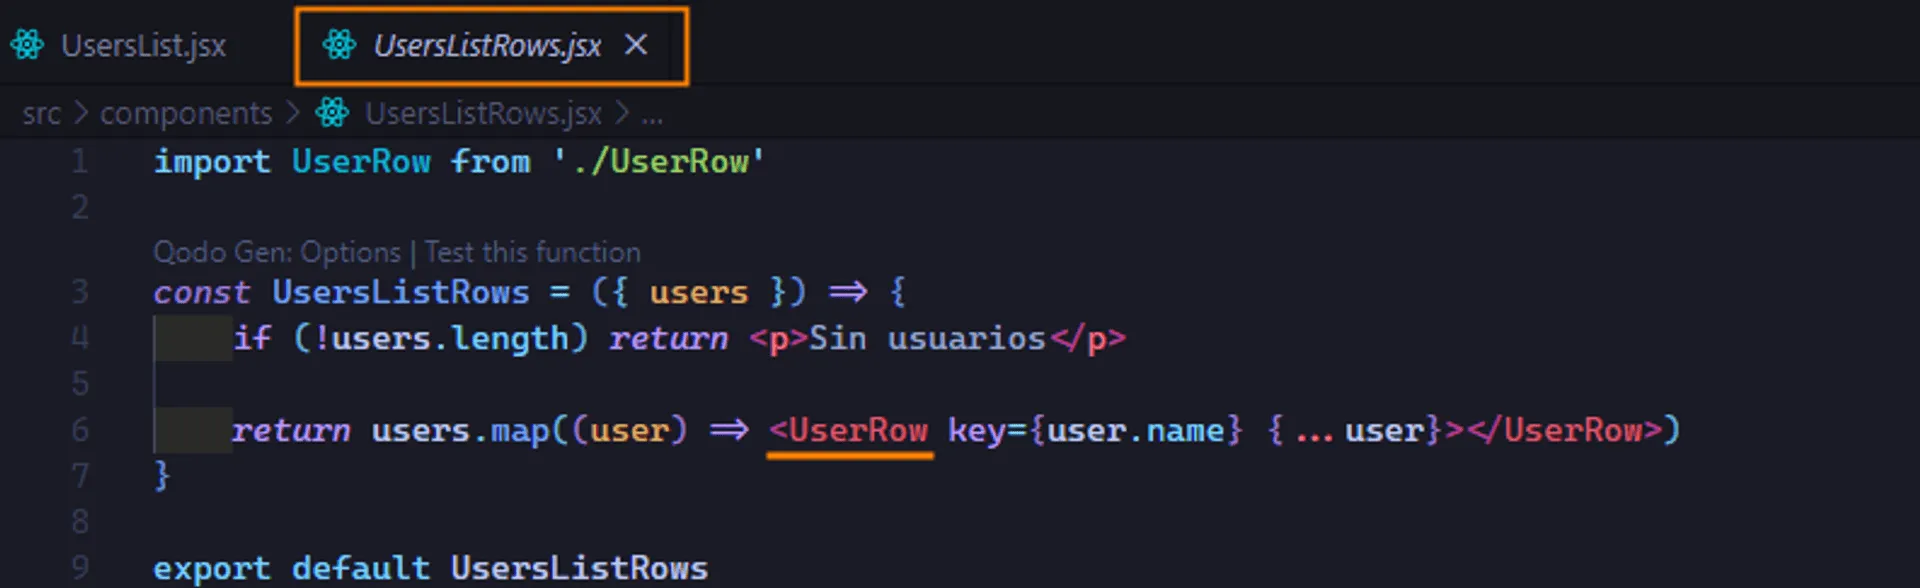 UsersList.jsx UsersListRows.jsx
src > components > UsersListRows.jsx > ...
1 import UserRow from './UserRow'
2
Qodo Gen: Options | Test this function
3 const UsersListRows = ({ users }) => {
4 if (!users.length) return <p>Sin usuarios</p>
5
6 return users.map((user) => <UserRow key={user.name} {...user}></UserRow>)
7 }
8
9 export default UsersListRows